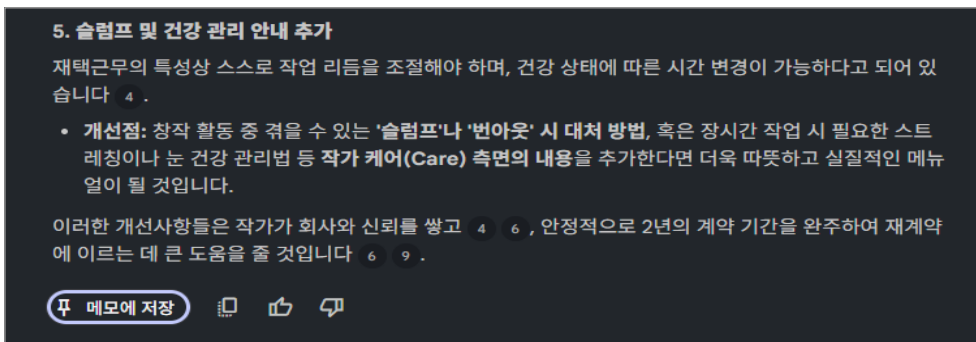 5. 슬럼프 및 건강 관리 안내 추가
재택근무의 특성상 스스로 작업 리듬을 조절해야 하며, 건강 상태에 따른 시간 변경이 가능하다고 되어 있
습니다 4 .
• 개선점: 창작 활동 중 겪을 수 있는 '슬럼프'나 '번아웃' 시 대처 방법, 혹은 장시간 작업 시 필요한 스트
레칭이나 눈 건강 관리법 등 작가 케어(Care) 측면의 내용을 추가한다면 더욱 따뜻하고 실질적인 메뉴
얼이 될 것입니다.
이러한 개선사항들은 작가가 회사와 신뢰를 쌓고 4 6 , 안정적으로 2년의 계약 기간을 완주하여 재계약
에 이르는 데 큰 도움을 줄 것입니다 6 9 .
메모에 저장